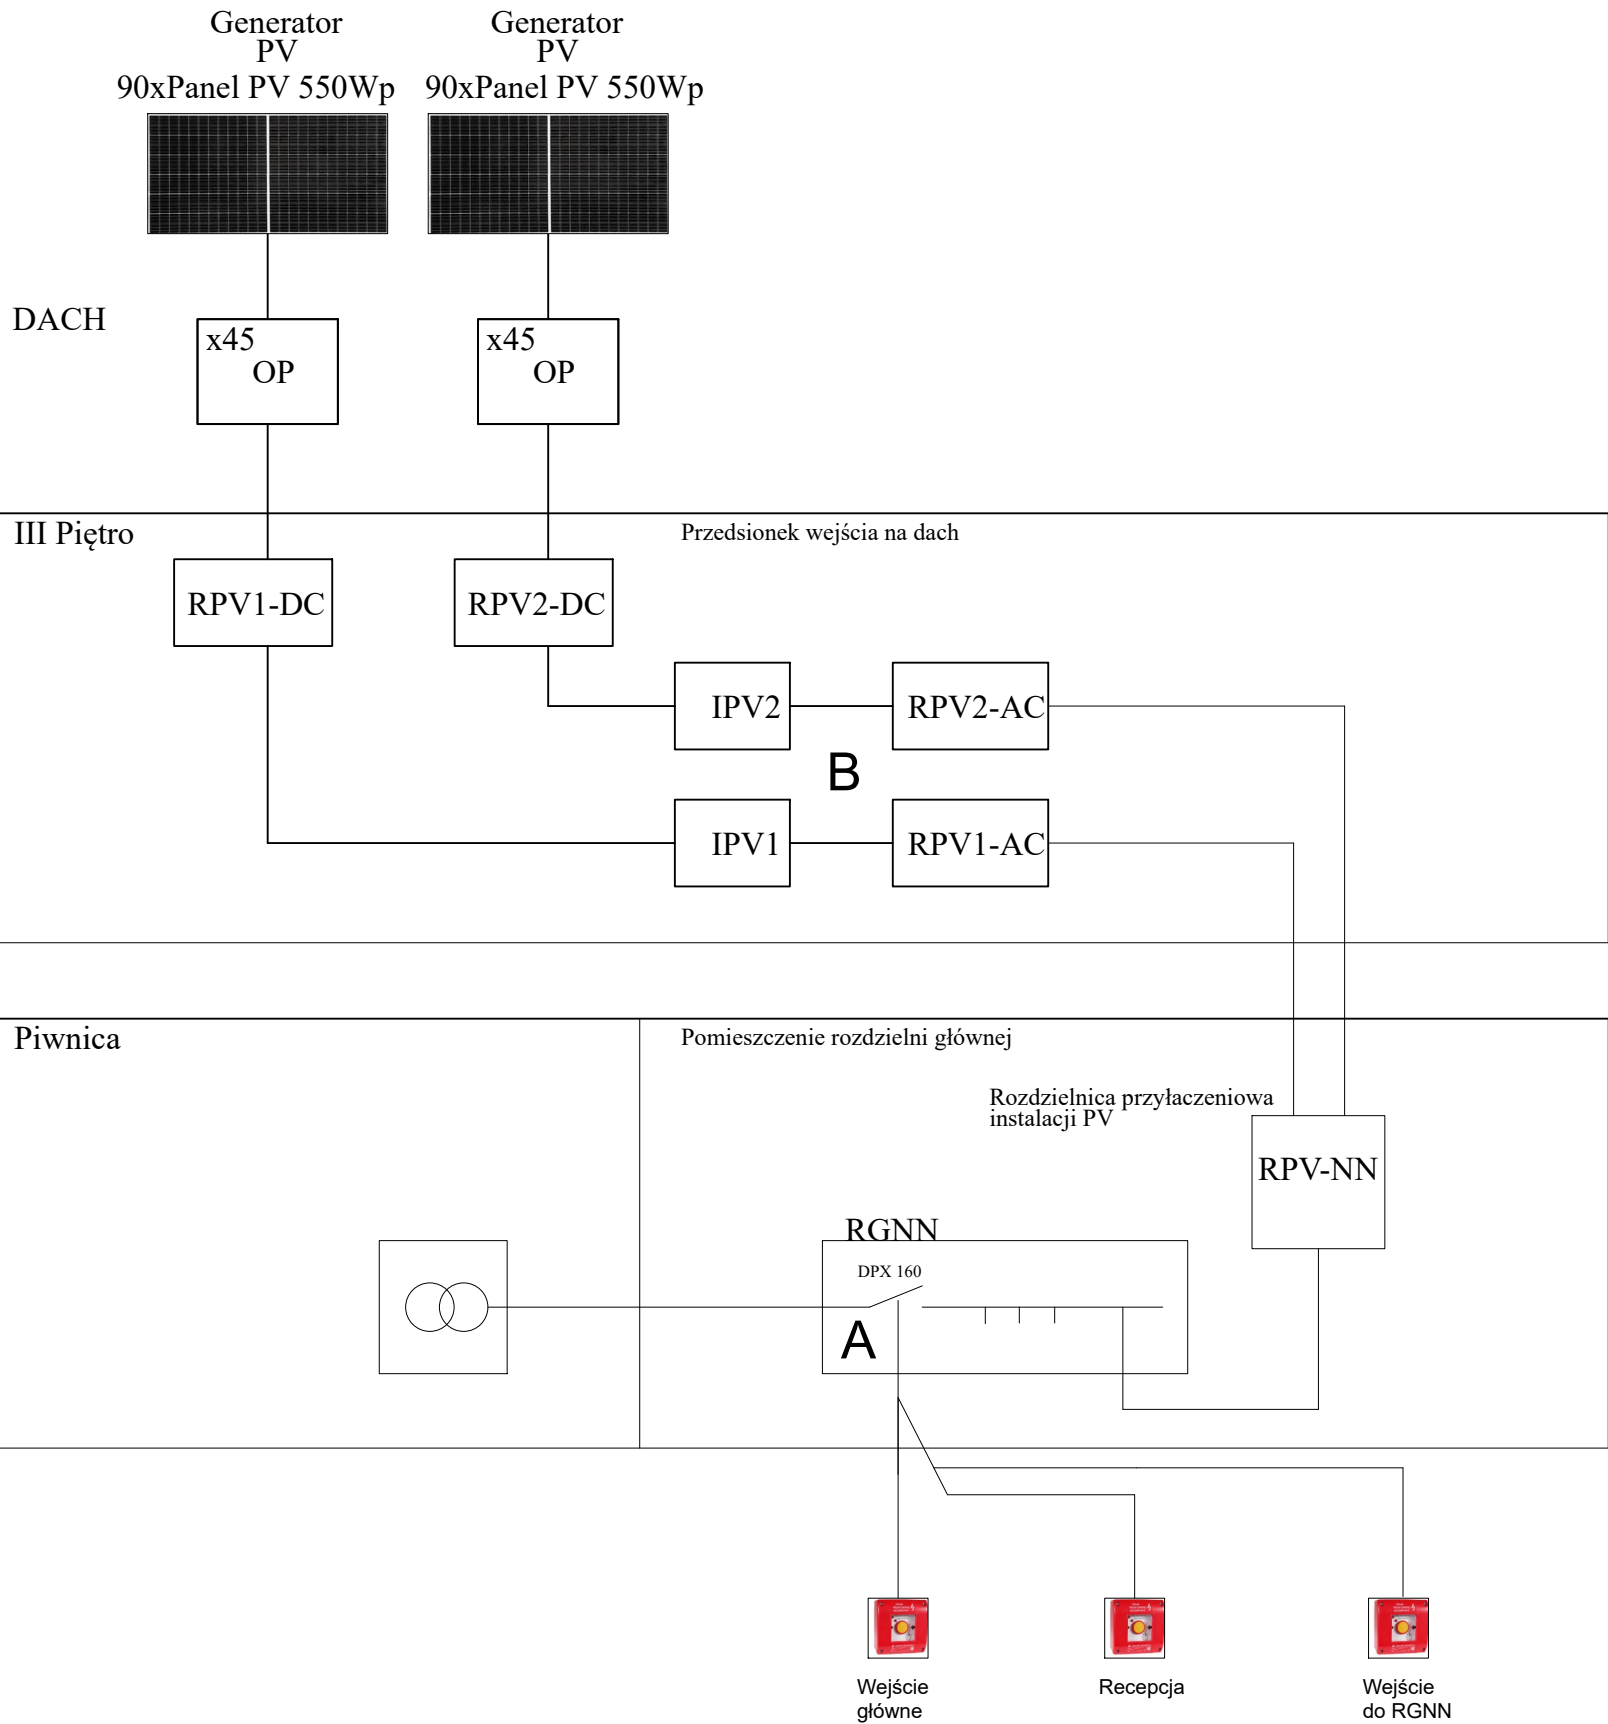 Generator
PV
90xPanel PV 550Wp
Generator
PV
90xPanel PV 550Wp
DACH
x45
OP
x45
OP
III Piętro
Przedsionek wejścia na dach
RPV1-DC
RPV2-DC
IPV2
RPV2-AC
B
IPV1
RPV1-AC
Piwnica
Pomieszczenie rozdzielni głównej
Rozdzielnica przyłaczeniowa
instalacji PV
RPV-NN
RGNN
DPX 160
A
Wejście
główne
Recepcja
Wejście
do RGNN